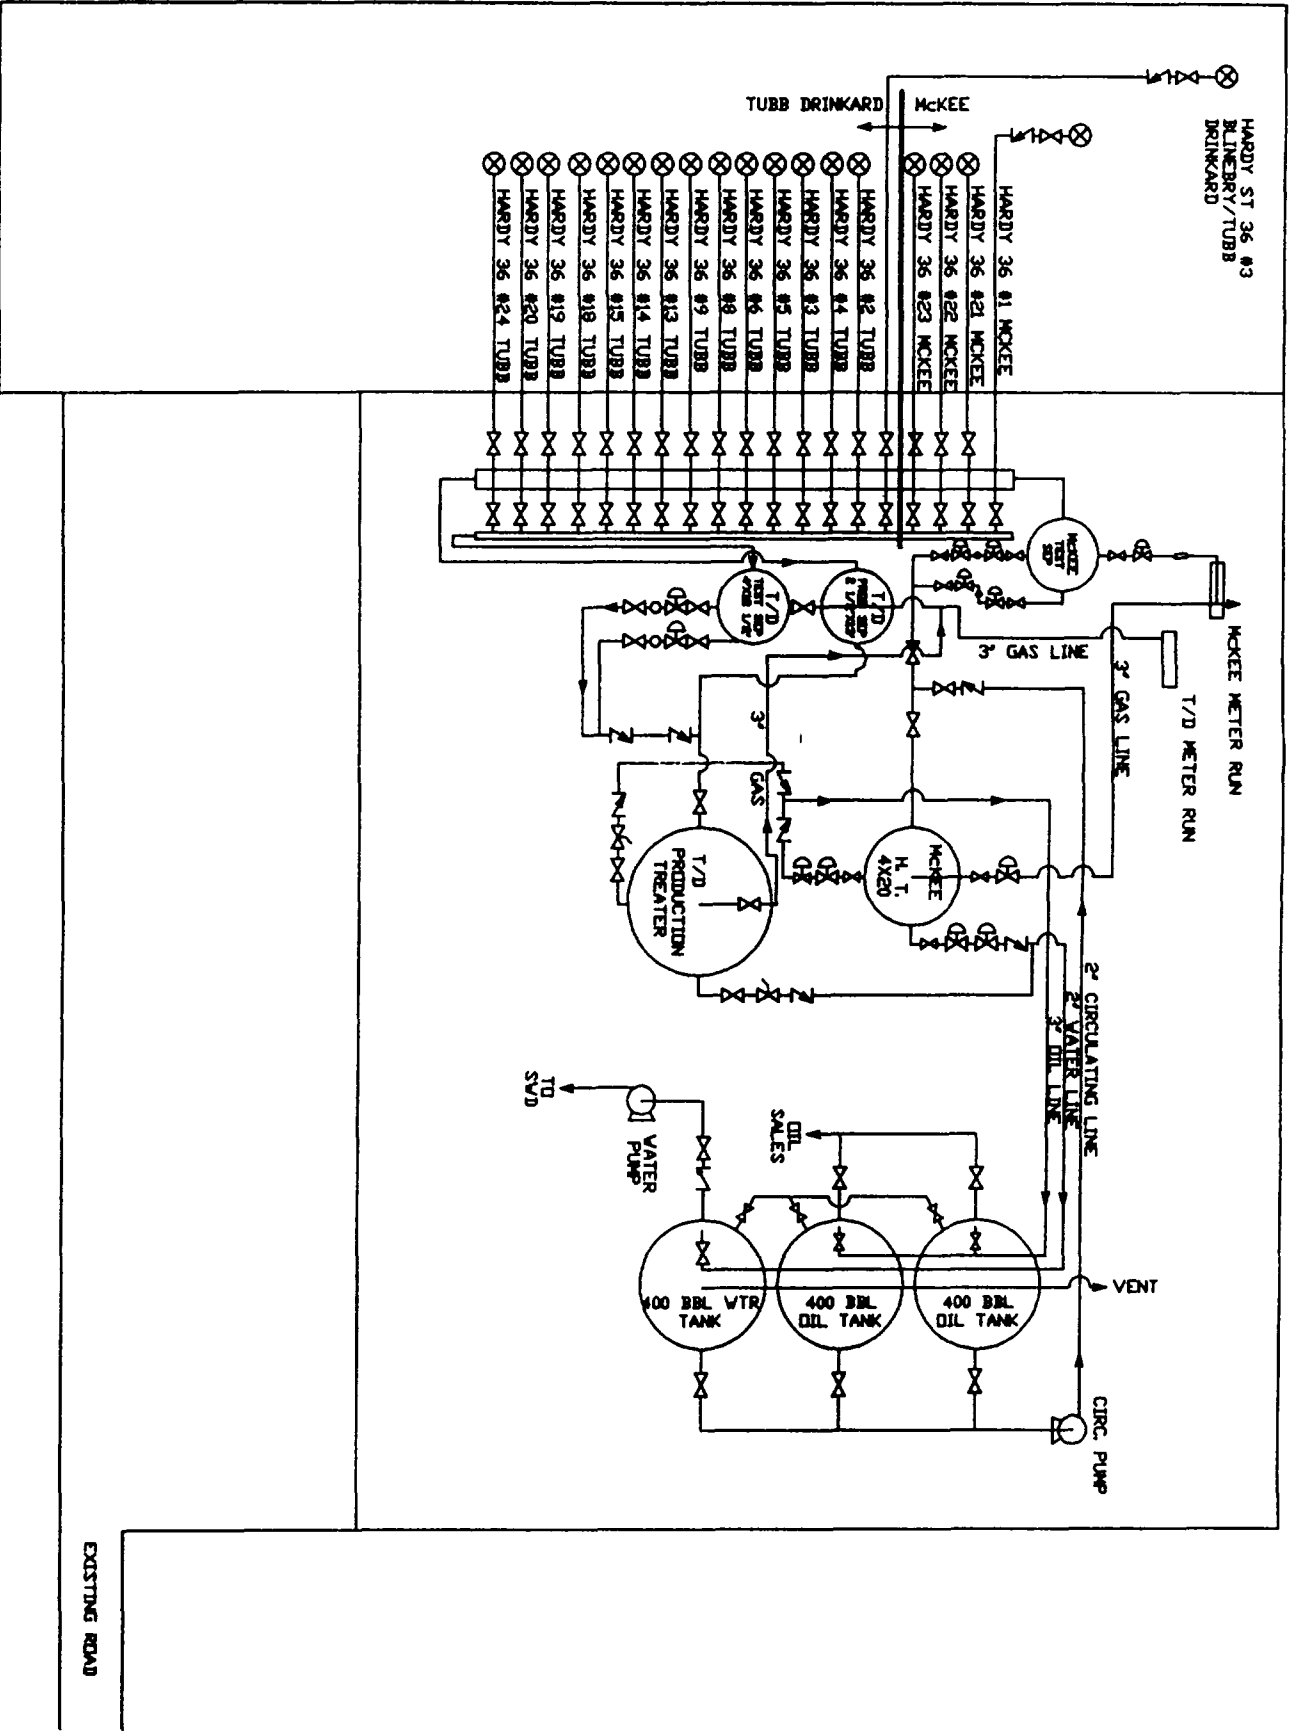 HARDY ST 36 #3
BLINEBRY/TUBB
DRINKARD
TUBB DRINKARD
McKEE
HARDY 36 #1 MCKEE
HARDY 36 #21 MCKEE
HARDY 36 #22 MCKEE
HARDY 36 #23 MCKEE
HARDY 36 #2 TUBB
HARDY 36 #4 TUBB
HARDY 36 #3 TUBB
HARDY 36 #5 TUBB
HARDY 36 #6 TUBB
HARDY 36 #8 TUBB
HARDY 36 #9 TUBB
HARDY 36 #13 TUBB
HARDY 36 #14 TUBB
HARDY 36 #15 TUBB
HARDY 36 #18 TUBB
HARDY 36 #19 TUBB
HARDY 36 #20 TUBB
HARDY 36 #24 TUBB
McKEE
TEST
SEP
T/D
TEST SEP
T/D
PROD SEP
McKEE METER RUN
T/D METER RUN
3" GAS LINE
3" GAS LINE
3" GAS
McKEE
H. T.
4X20
T/D
PRODUCTION
TREATER
2" CIRCULATING LINE
2" WATER LINE
3" OIL LINE
TO
SWD
WATER
PUMP
OIL
SALES
VENT
400 BBL WTR
TANK
400 BBL
OIL TANK
400 BBL
OIL TANK
CIRC. PUMP
EXISTING ROAD